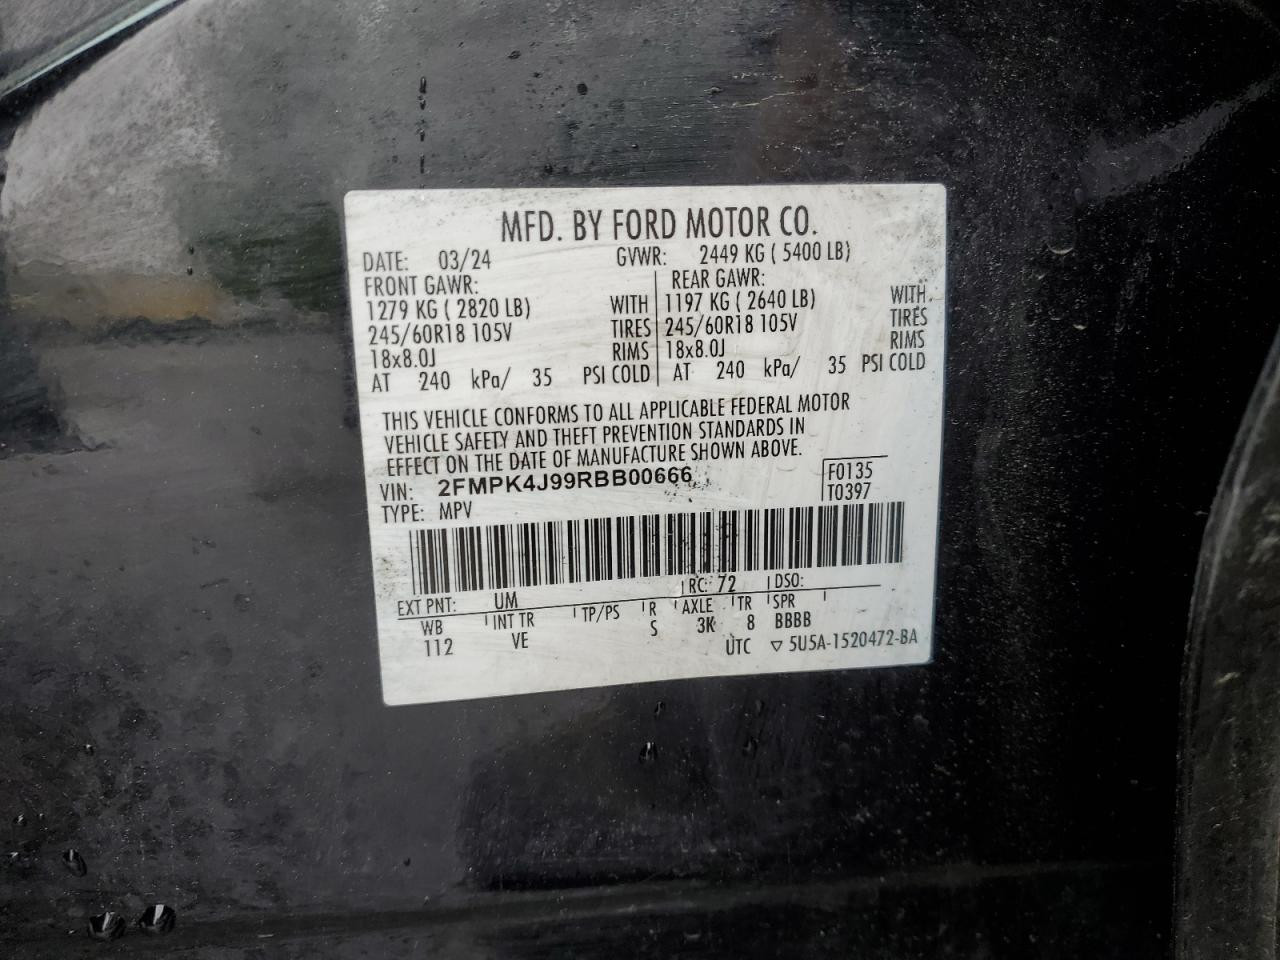 MFD. BY FORD MOTOR CO.
DATE: 03/24 GVWR: 2449 KG ( 5400 LB)
FRONT GAWR: REAR GAWR:
1279 KG ( 2820 LB) WITH 1197 KG ( 2640 LB) WITH
245/60R18 105V TIRES 245/60R18 105V TIRES
18x8.0J RIMS 18x8.0J RIMS
AT 240 kPa/ 35 PSI COLD AT 240 kPa/ 35 PSI COLD
THIS VEHICLE CONFORMS TO ALL APPLICABLE FEDERAL MOTOR
VEHICLE SAFETY AND THEFT PREVENTION STANDARDS IN
EFFECT ON THE DATE OF MANUFACTURE SHOWN ABOVE.
VIN: 2FMPK4J99RBB00666 F0135
TYPE: MPV T0397
EXT PNT: UM RC: 72 DSO:
WB INT TR TP/PS R AXLE TR SPR
112 VE S 3K 8 BBBB
UTC ▽ 5U5A-1520472-BA